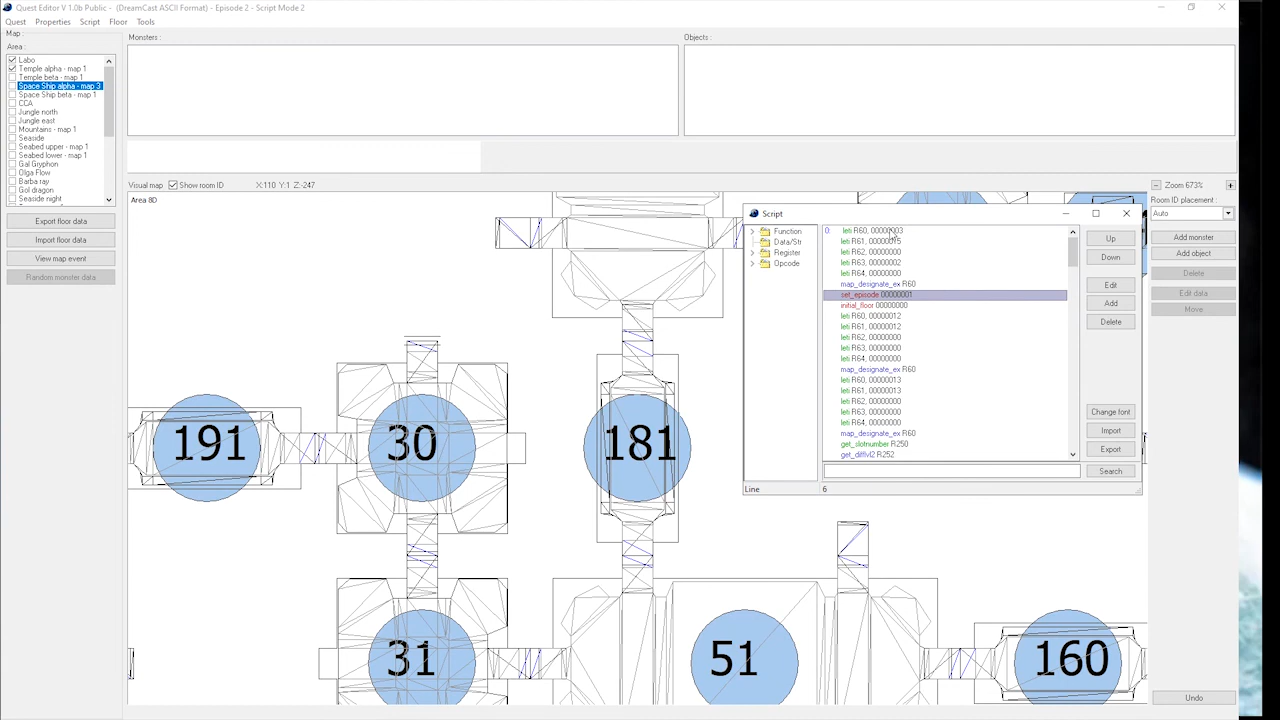 Quest Editor V 1.0b Public - (DreamCast ASCII Format) - Episode 2 - Script Mode 2
Quest Properties Script Floor Tools
Map :
Area :
Labo
Temple alpha - map 1
Temple beta - map 1
Space Ship alpha - map 3
Space Ship beta - map 1
CCA
Jungle north
Jungle east
Mountains - map 1
Seaside
Seabed upper - map 1
Seabed lower - map 1
Gal Gryphon
Olga Flow
Barba ray
Gol dragon
Seaside night
Export floor data
Import floor data
View map event
Random monster data
Monsters :
Objects :
Visual map Show room ID X:110 Y:1 Z:-247
Area 8D
Zoom 673%
Room ID placement :
Auto
Add monster
Add object
Delete
Edit data
Move
Undo
191
30
181
31
51
160
Script
Function
Data/Str
Register
Opcode
0: leti R60, 00000003
leti R62, 00000000
leti R63, 00000002
leti R64, 00000000
map_designate_ex R60
set_episode 00000001
initial_floor 00000000
leti R60, 00000012
leti R61, 00000012
leti R62, 00000000
leti R63, 00000000
leti R64, 00000000
map_designate_ex R60
leti R60, 00000013
leti R61, 00000013
leti R62, 00000000
leti R63, 00000000
leti R64, 00000000
map_designate_ex R60
get_slotnumber R250
get_difflvl2 R252
Up
Down
Edit
Add
Delete
Change font
Import
Export
Search
Line 6